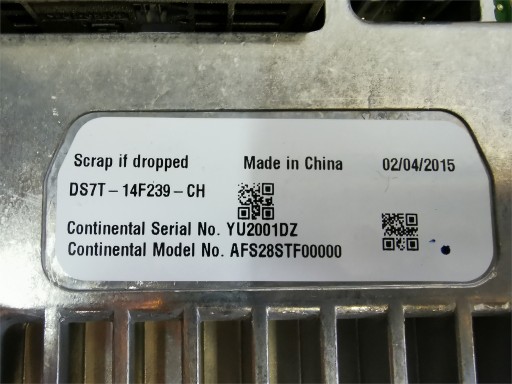 Scrap if dropped Made in China 02/04/2015
DS7T-14F239-CH
Continental Serial No. YU2001DZ
Continental Model No. AFS28STF00000